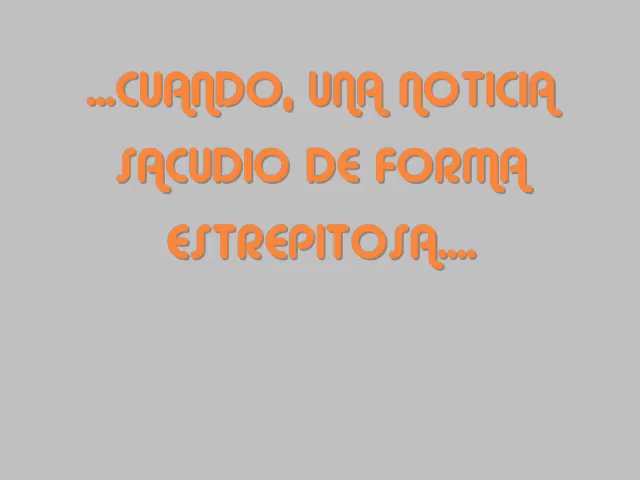 ...CUANDO, UNA NOTICIA
SACUDIO DE FORMA
ESTREPITOSA....